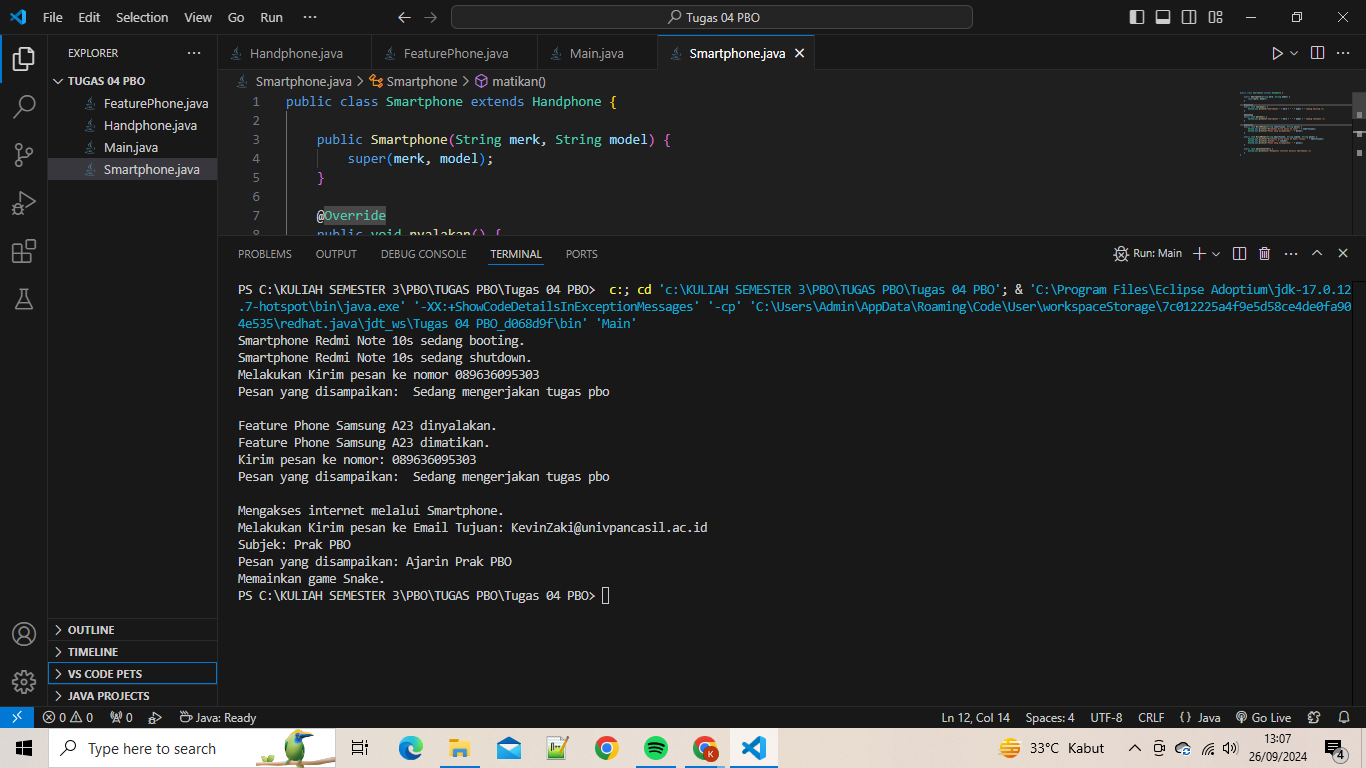 File Edit Selection View Go Run ··· Tugas 04 PBO
EXPLORER ···
TUGAS 04 PBO
FeaturePhone.java
Handphone.java
Main.java
Smartphone.java
OUTLINE
TIMELINE
VS CODE PETS
JAVA PROJECTS
Handphone.java FeaturePhone.java Main.java Smartphone.java
Smartphone.java > Smartphone > matikan()
1 public class Smartphone extends Handphone {
2
3 public Smartphone(String merk, String model) {
4 super(merk, model);
5 }
6
7 @Override
8 public void nyalakan() {
PROBLEMS OUTPUT DEBUG CONSOLE TERMINAL PORTS Run: Main
PS C:\KULIAH SEMESTER 3\PBO\TUGAS PBO\Tugas 04 PBO> c:; cd 'c:\KULIAH SEMESTER 3\PBO\TUGAS PBO\Tugas 04 PBO'; & 'C:\Program Files\Eclipse Adoptium\jdk-17.0.12
.7-hotspot\bin\java.exe' '-XX:+ShowCodeDetailsInExceptionMessages' '-cp' 'C:\Users\Admin\AppData\Roaming\Code\User\workspaceStorage\7c012225a4f9e5d58ce4de0fa90
4e535\redhat.java\jdt_ws\Tugas 04 PBO_d068d9f\bin' 'Main'
Smartphone Redmi Note 10s sedang booting.
Smartphone Redmi Note 10s sedang shutdown.
Melakukan Kirim pesan ke nomor 089636095303
Pesan yang disampaikan:  Sedang mengerjakan tugas pbo
Feature Phone Samsung A23 dinyalakan.
Feature Phone Samsung A23 dimatikan.
Kirim pesan ke nomor: 089636095303
Pesan yang disampaikan:  Sedang mengerjakan tugas pbo
Mengakses internet melalui Smartphone.
Melakukan Kirim pesan ke Email Tujuan: KevinZaki@univpancasil.ac.id
Subjek: Prak PBO
Pesan yang disampaikan: Ajarin Prak PBO
Memainkan game Snake.
PS C:\KULIAH SEMESTER 3\PBO\TUGAS PBO\Tugas 04 PBO>
0 0 0 Java: Ready Ln 12, Col 14 Spaces: 4 UTF-8 CRLF {} Java Go Live
Type here to search 33°C Kabut 13:07
26/09/2024 4